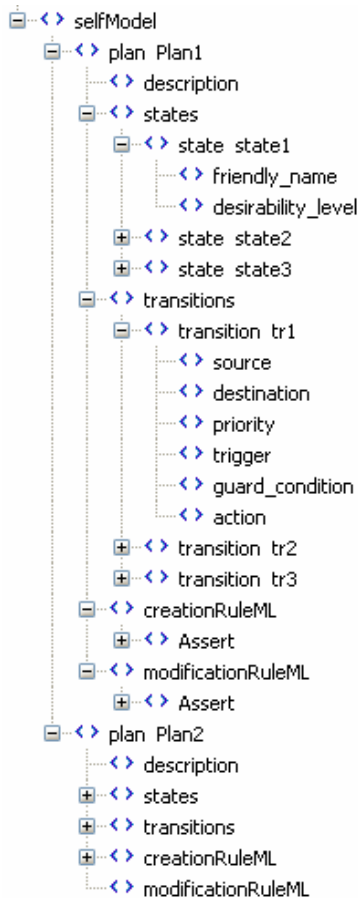 selfModel
plan Plan1
description
states
state state1
friendly_name
desirability_level
state state2
state state3
transitions
transition tr1
source
destination
priority
trigger
guard_condition
action
transition tr2
transition tr3
creationRuleML
Assert
modificationRuleML
Assert
plan Plan2
description
states
transitions
creationRuleML
modificationRuleML